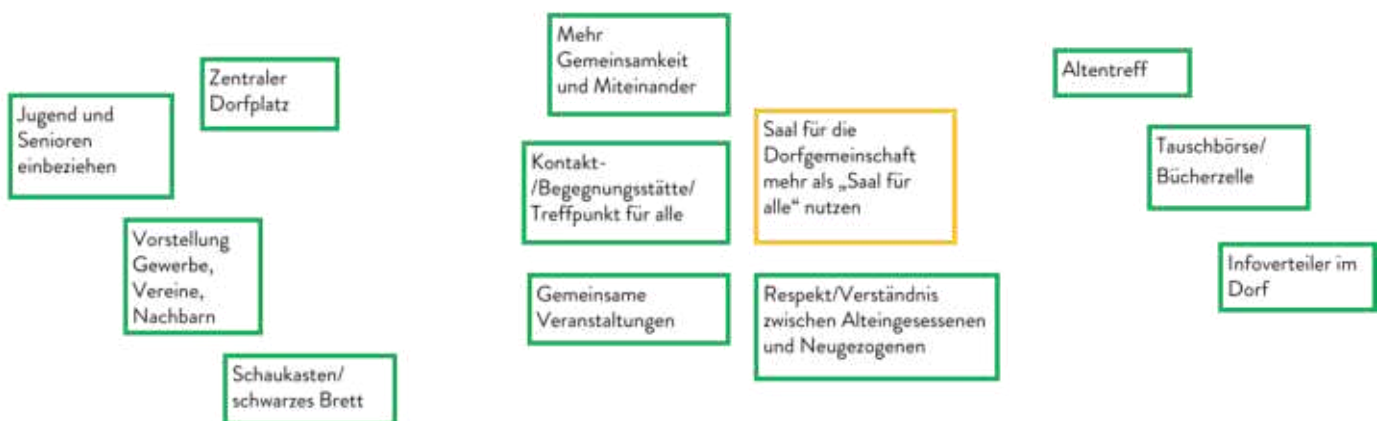 Jugend und
Senioren
einbeziehen
Zentraler
Dorfplatz
Vorstellung
Gewerbe,
Vereine,
Nachbarn
Schaukasten/
schwarzes Brett
Mehr
Gemeinsamkeit
und Miteinander
Kontakt-
/Begegnungsstätte/
Treffpunkt für alle
Gemeinsame
Veranstaltungen
Saal für die
Dorfgemeinschaft
mehr als „Saal für
alle“ nutzen
Respekt/Verständnis
zwischen Alteingesessenen
und Neugezogenen
Altentreff
Tauschbörse/
Bücherzelle
Infoverteiler im
Dorf